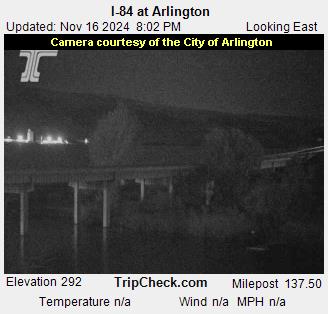 I-84 at Arlington
Updated: Nov 16 2024 8:02 PM Looking East
Camera courtesy of the City of Arlington
Elevation 292 TripCheck.com Milepost 137.50
Temperature n/a Wind n/a MPH n/a